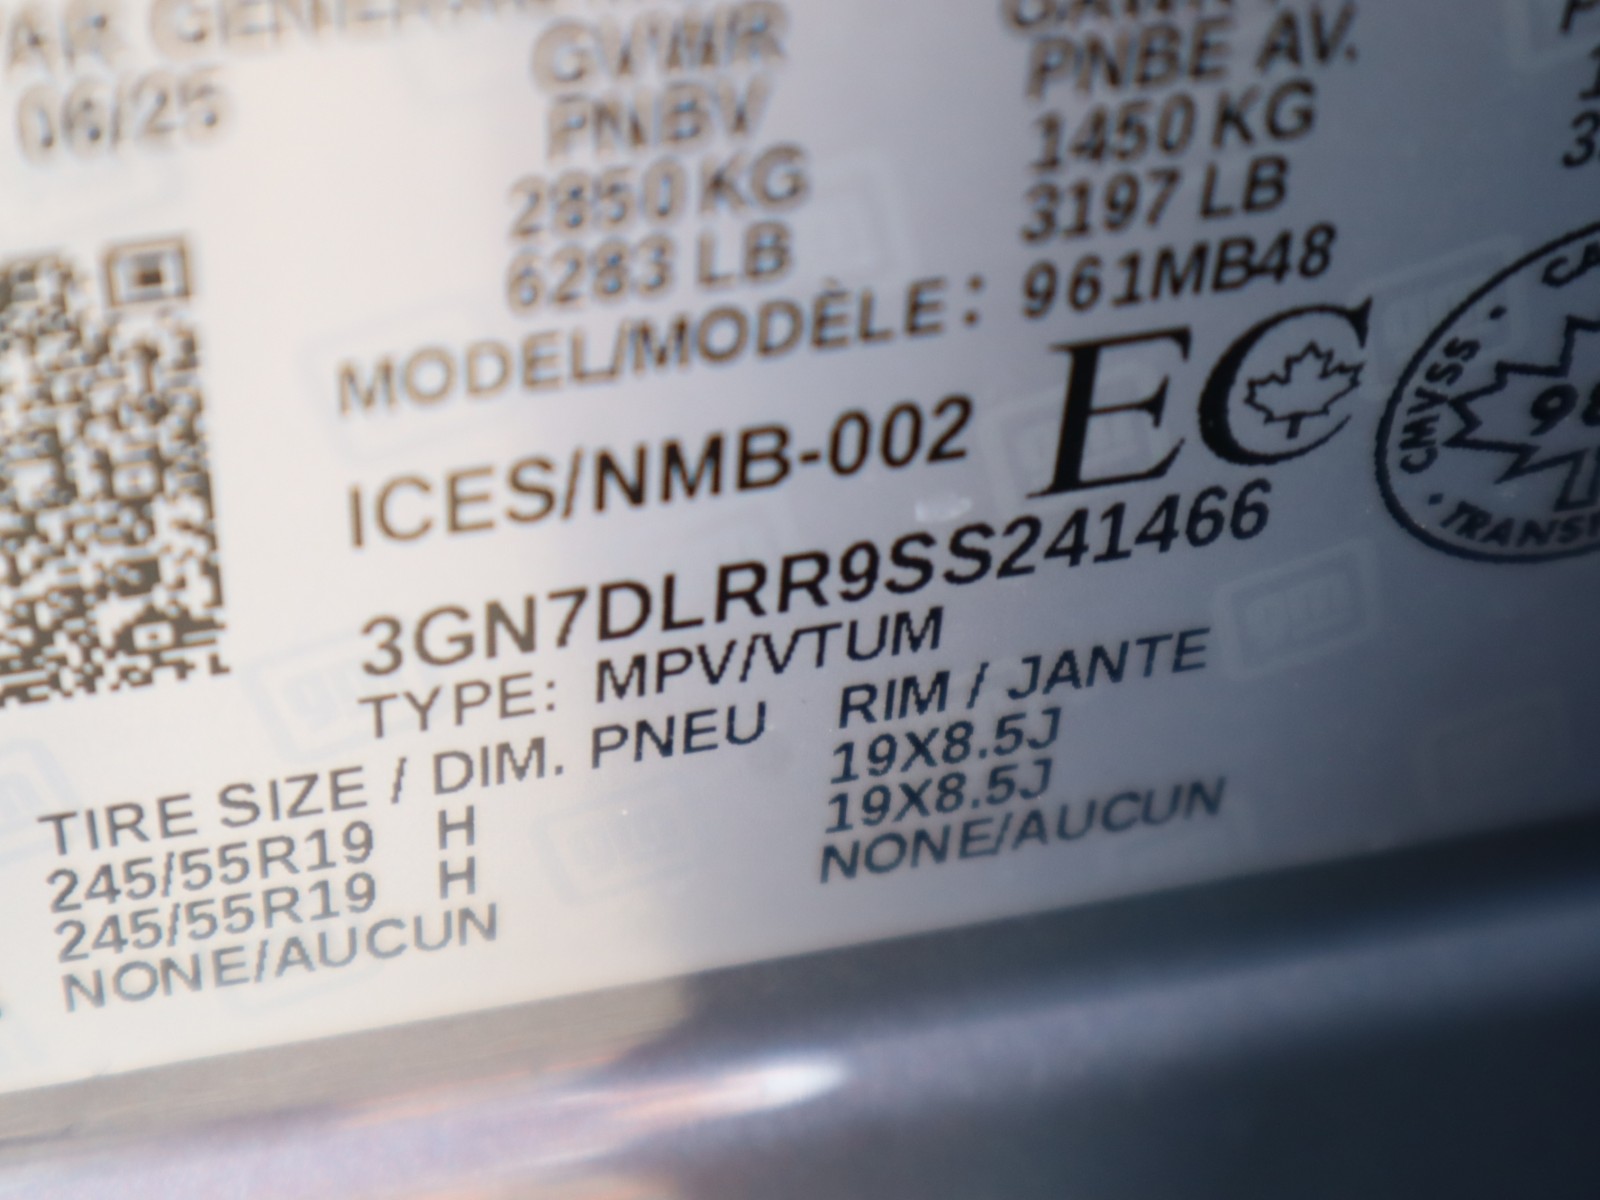 06/25
GVWR
PNBV
2850 KG
6283 LB
PNBE AV.
1450 KG
3197 LB
MODEL/MODÈLE: 961MB48
ICES/NMB-002
EC
CMVSS
3GN7DLRR9SS241466
TYPE: MPV/VTUM
TIRE SIZE / DIM. PNEU RIM / JANTE
245/55R19 H 19X8.5J
245/55R19 H 19X8.5J
NONE/AUCUN NONE/AUCUN